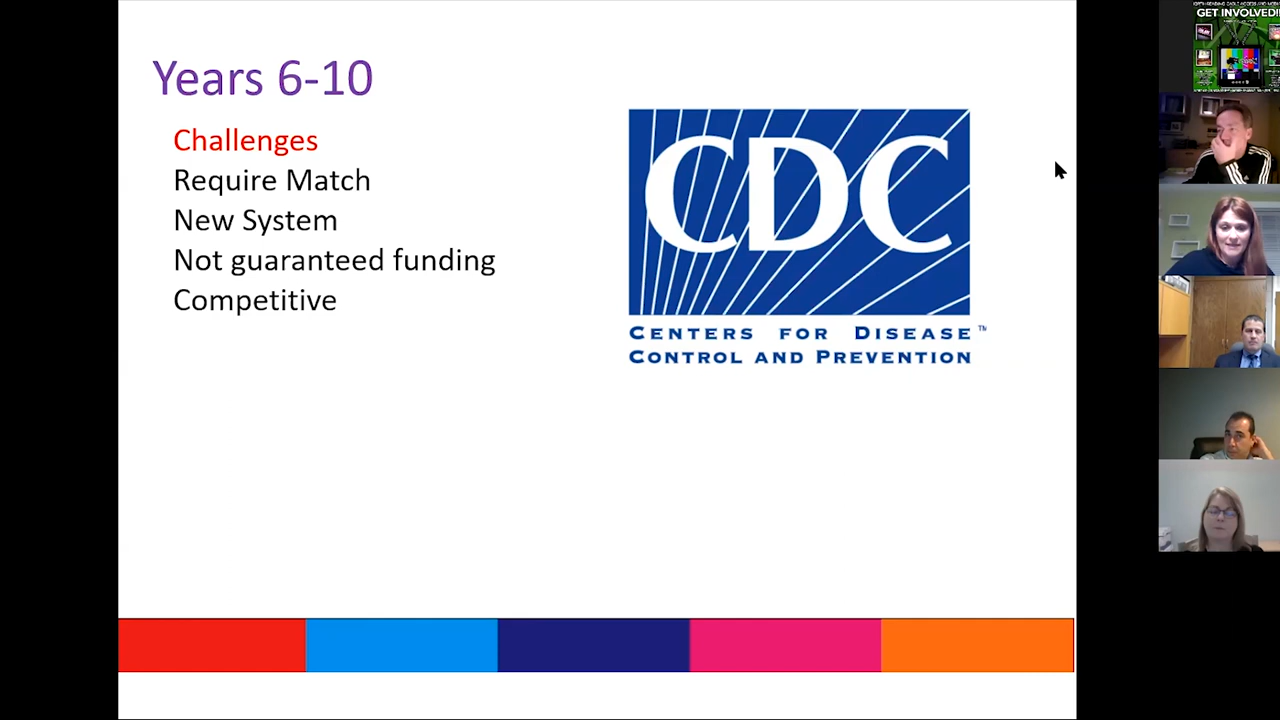 Years 6-10
Challenges
Require Match
New System
Not guaranteed funding
Competitive
CDC
CENTERS FOR DISEASE™
CONTROL AND PREVENTION
GET INVOLVED!!